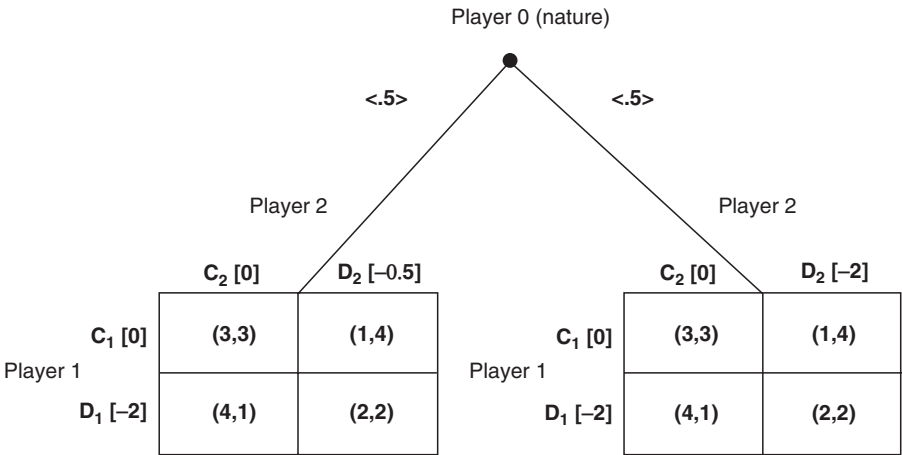 Player 0 (nature)
<.5> <.5>
Player 2 Player 2
C2 [0] D2 [–0.5] C2 [0] D2 [–2]
C1 [0] (3,3) (1,4) C1 [0] (3,3) (1,4)
Player 1 Player 1
D1 [–2] (4,1) (2,2) D1 [–2] (4,1) (2,2)